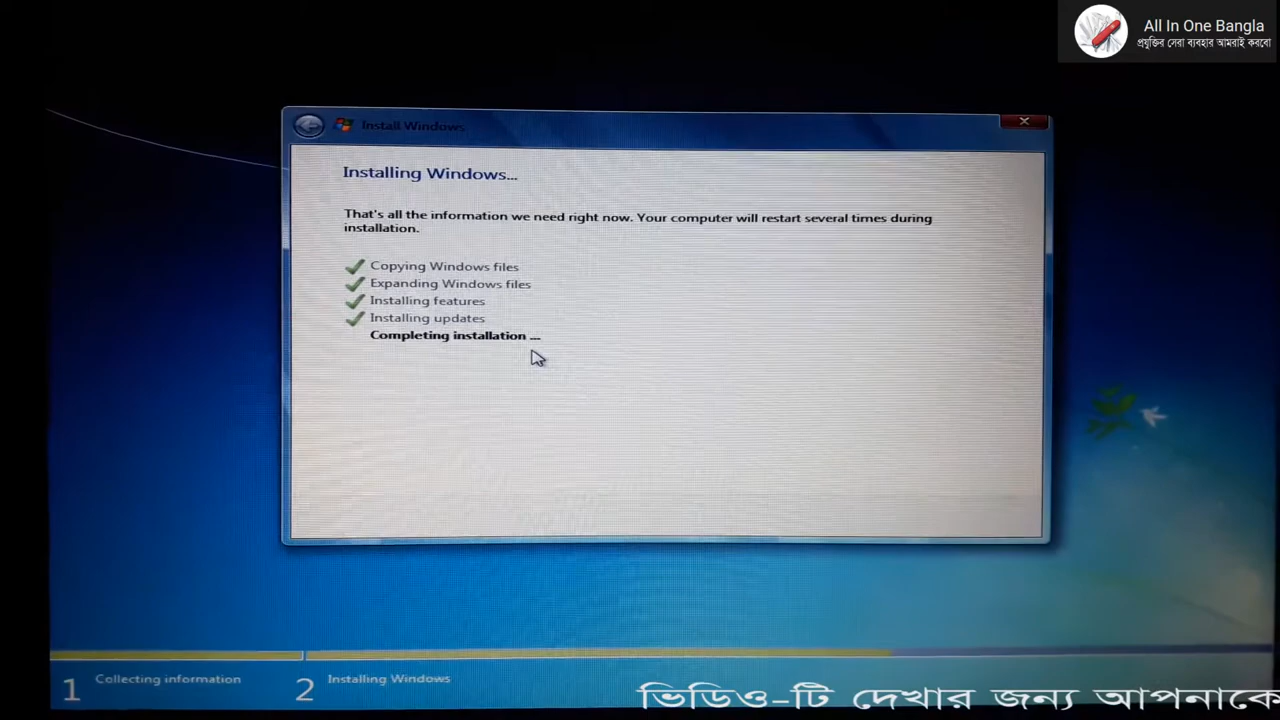 All In One Bangla
প্রযুক্তির সেরা ব্যবহার আমরাই করবো
Install Windows
Installing Windows...
That's all the information we need right now. Your computer will restart several times during
installation.
Copying Windows files
Expanding Windows files
Installing features
Installing updates
Completing installation ...
1 Collecting information
2 Installing Windows
ভিডিও-টি দেখার জন্য আপনাকে